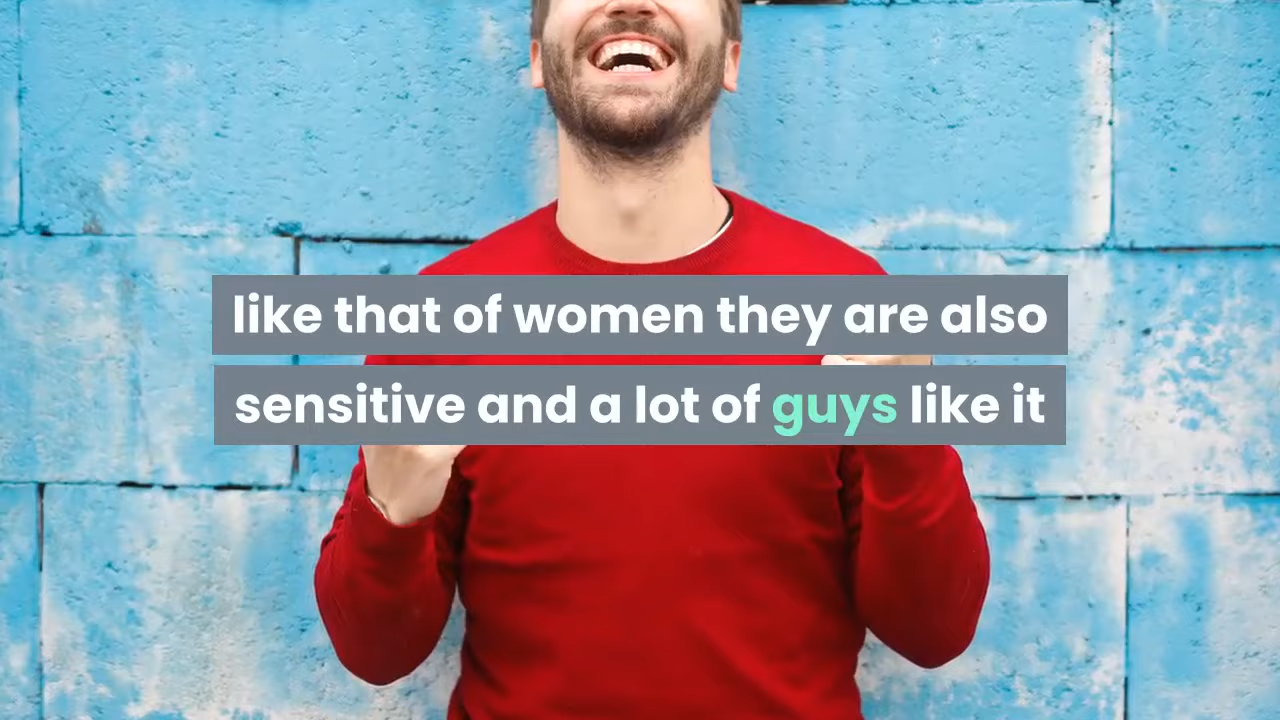 like that of women they are also
sensitive and a lot of guys like it